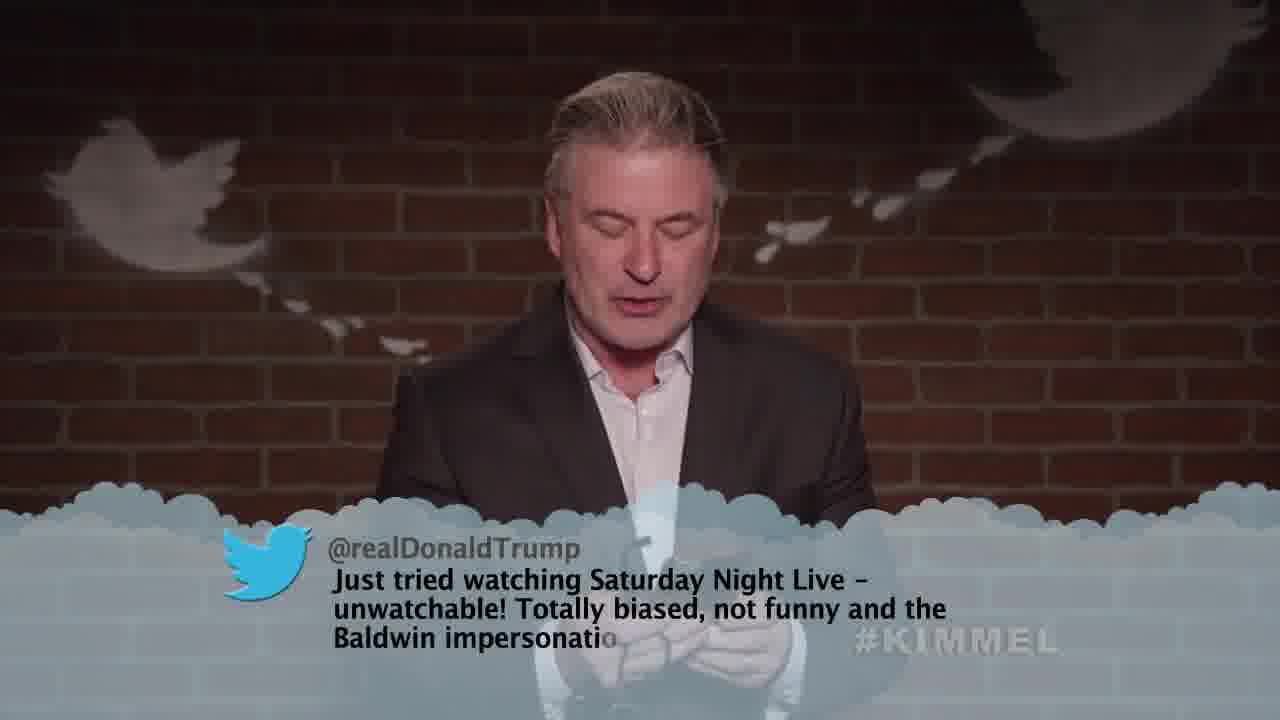 @realDonaldTrump
Just tried watching Saturday Night Live -
unwatchable! Totally biased, not funny and the
Baldwin impersonatio
#KIMMEL